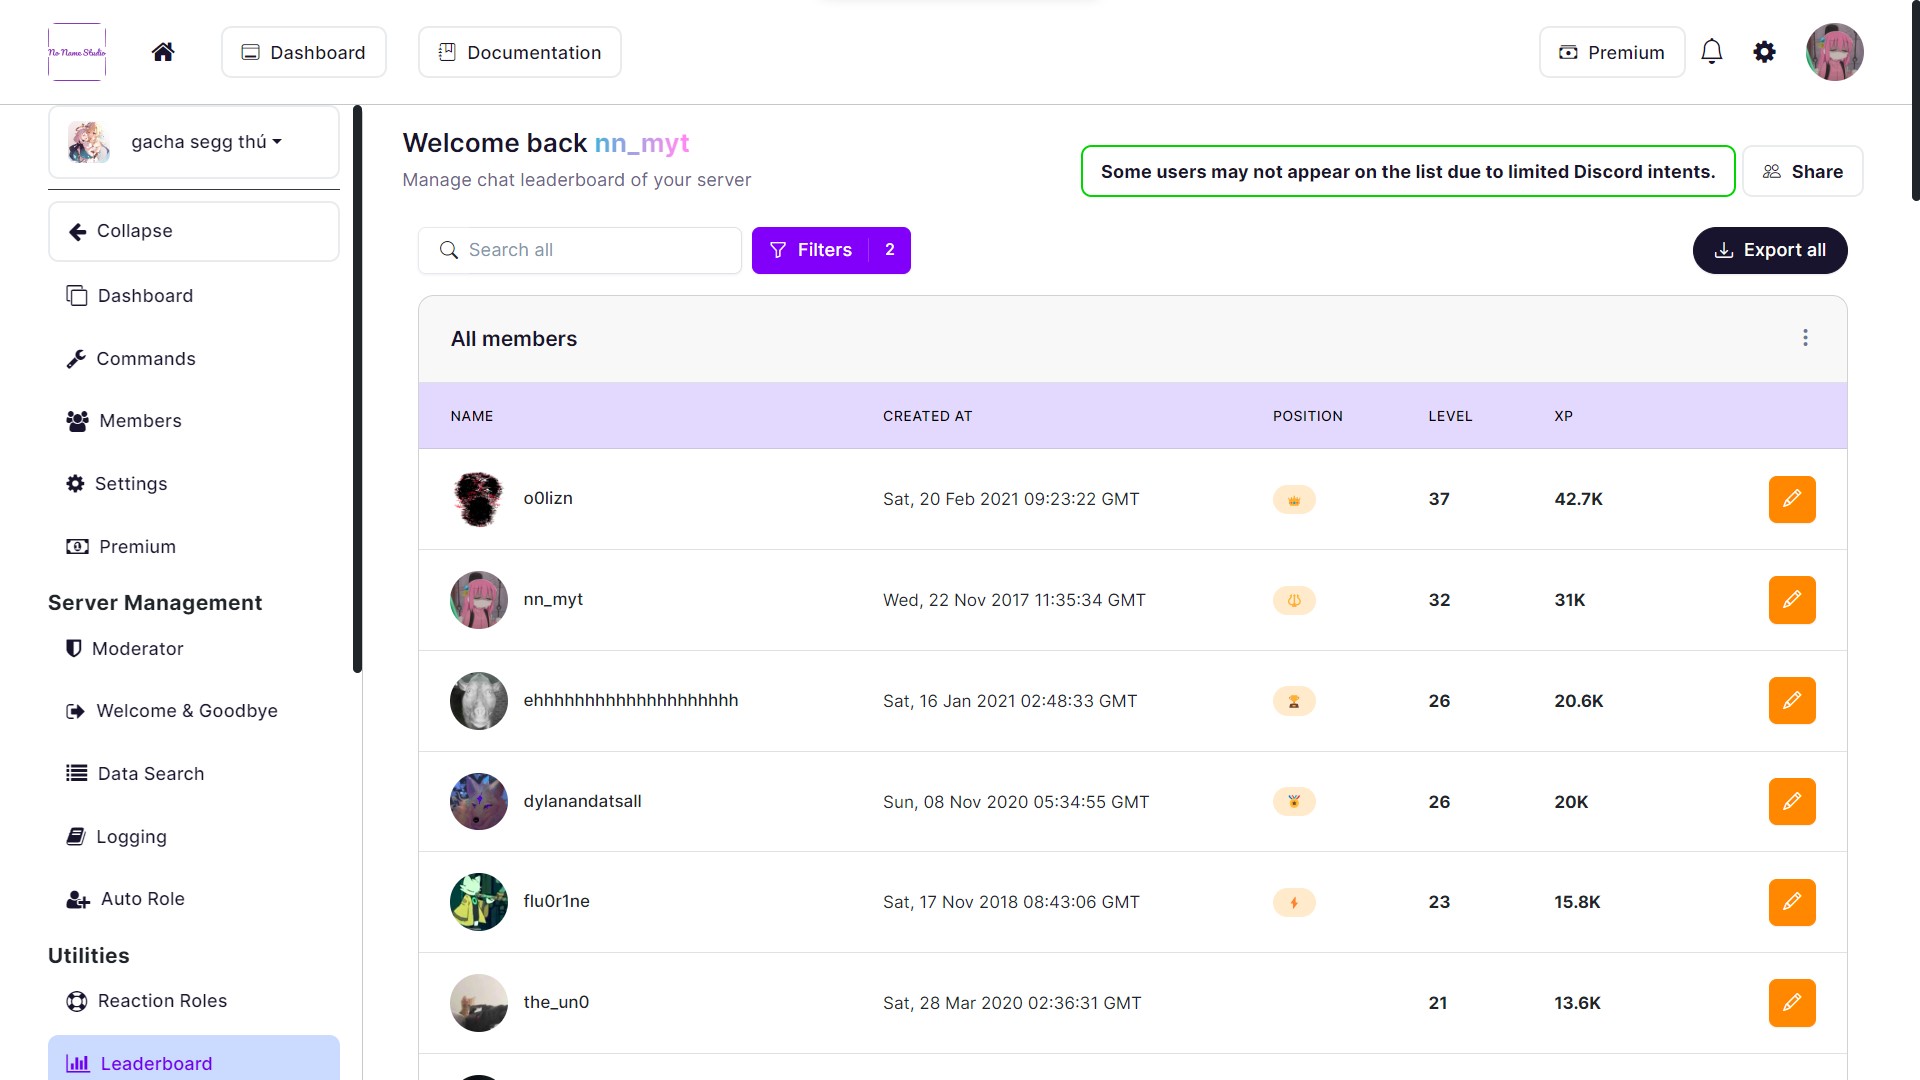 No Name Studio
Dashboard
Documentation
Premium
gacha segg thú
Collapse
Dashboard
Commands
Members
Settings
Premium
Server Management
Moderator
Welcome & Goodbye
Data Search
Logging
Auto Role
Utilities
Reaction Roles
Leaderboard
Welcome back nn_myt
Manage chat leaderboard of your server
Some users may not appear on the list due to limited Discord intents.
Share
Search all
Filters 2
Export all
All members
NAME CREATED AT POSITION LEVEL XP
o0lizn Sat, 20 Feb 2021 09:23:22 GMT 37 42.7K
nn_myt Wed, 22 Nov 2017 11:35:34 GMT 32 31K
ehhhhhhhhhhhhhhhhhhhh Sat, 16 Jan 2021 02:48:33 GMT 26 20.6K
dylanandatsall Sun, 08 Nov 2020 05:34:55 GMT 26 20K
flu0r1ne Sat, 17 Nov 2018 08:43:06 GMT 23 15.8K
the_un0 Sat, 28 Mar 2020 02:36:31 GMT 21 13.6K